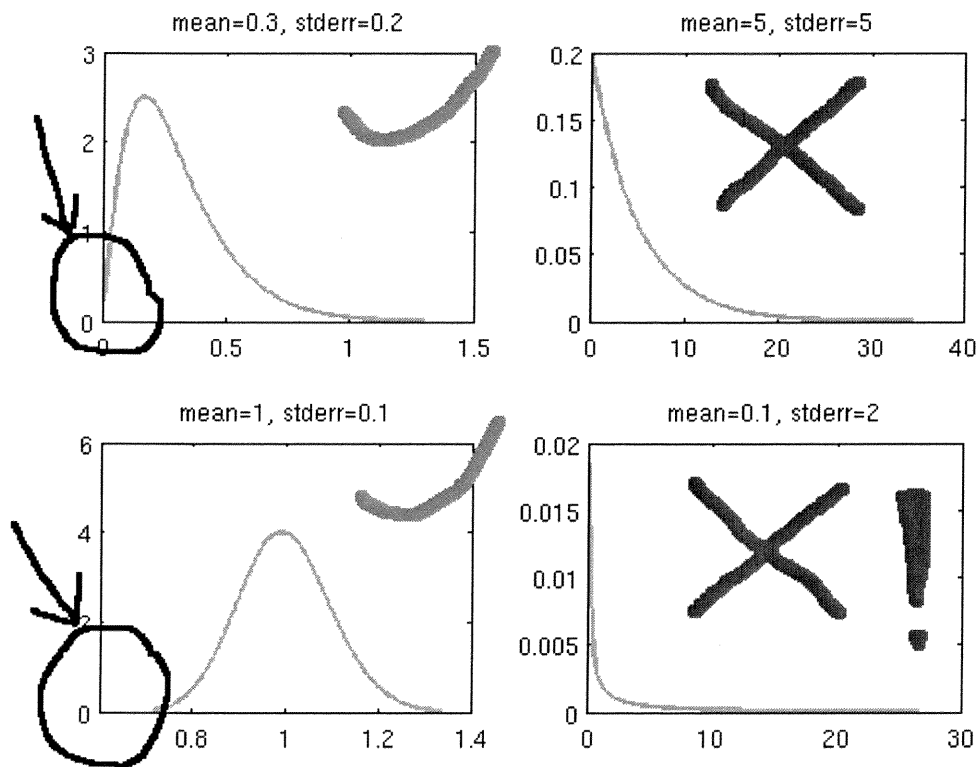 mean=0.3, stderr=0.2
3
2
1
0
0 0.5 1 1.5
mean=5, stderr=5
0.2
0.15
0.1
0.05
0
0 10 20 30 40
mean=1, stderr=0.1
6
4
2
0
0.8 1 1.2 1.4
mean=0.1, stderr=2
0.02
0.015
0.01
0.005
0
0 10 20 30
!